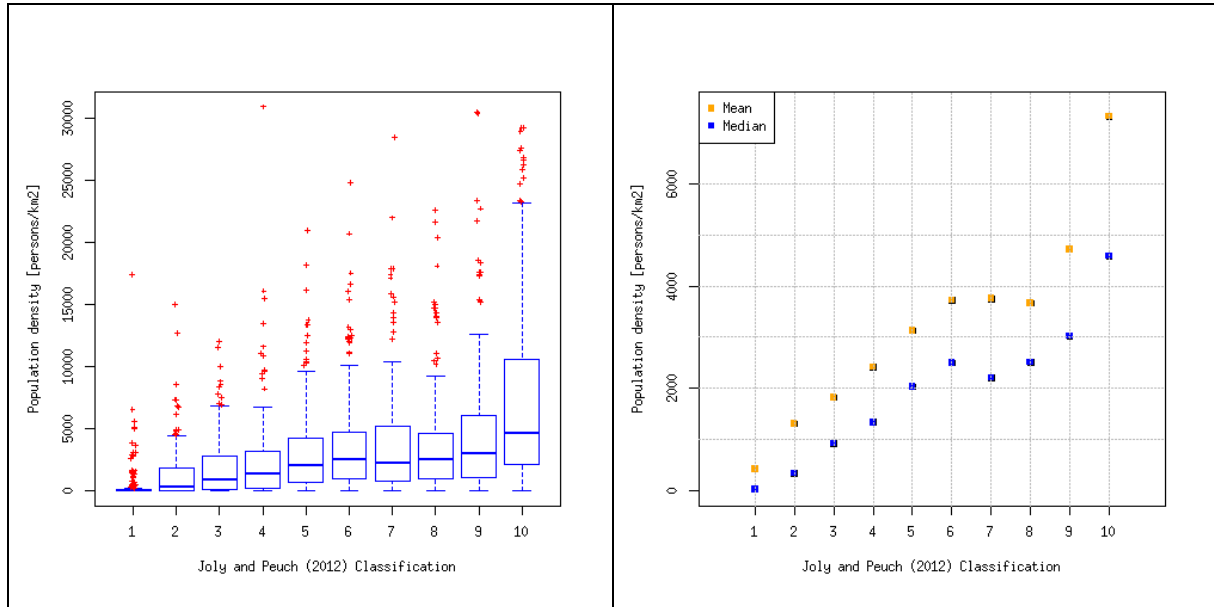 Population density [persons/km2]
30000
25000
20000
15000
10000
5000
0
1 2 3 4 5 6 7 8 9 10
Joly and Peuch (2012) Classification
Mean
Median
Population density [persons/km2]
6000
4000
2000
0
1 2 3 4 5 6 7 8 9 10
Joly and Peuch (2012) Classification